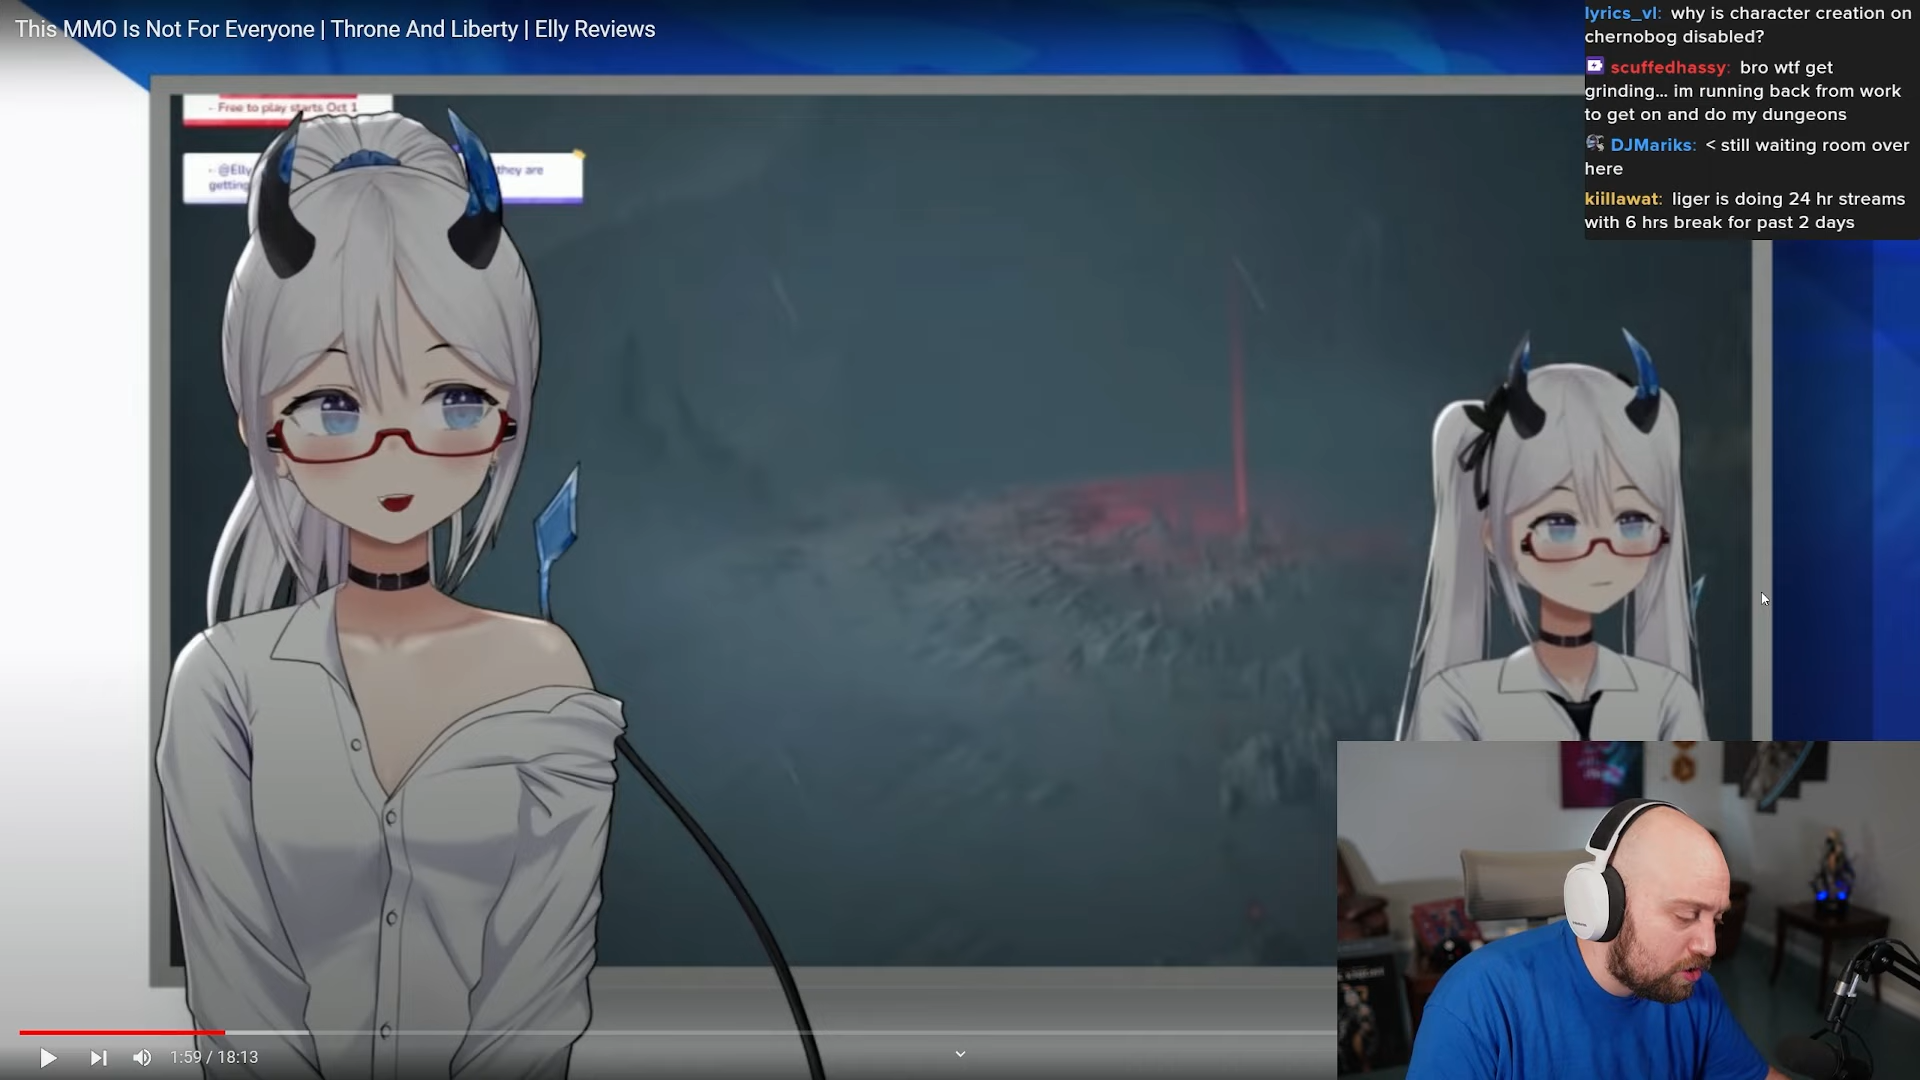 This MMO Is Not For Everyone | Throne And Liberty | Elly Reviews
lyrics_vl: why is character creation on
chernobog disabled?
scuffedhassy: bro wtf get
grinding... im running back from work
to get on and do my dungeons
DJMariks: < still waiting room over
here
kiillawat: liger is doing 24 hr streams
with 6 hrs break for past 2 days
- Free to play starts Oct 1
- @Elly they are
getting
1:59 / 18:13